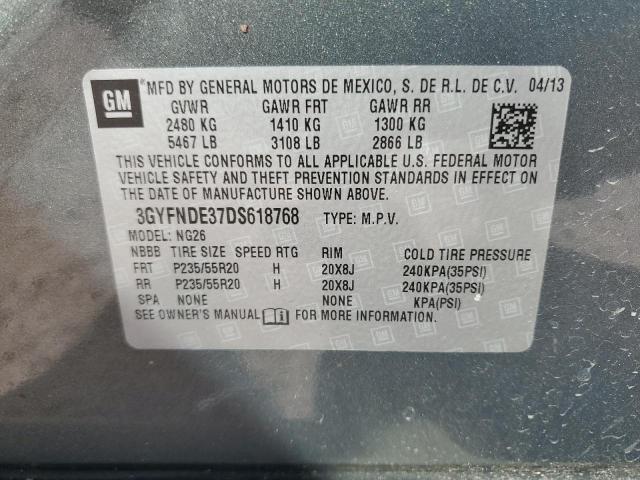 GM ®MFD BY GENERAL MOTORS DE MEXICO, S. DE R.L. DE C.V. 04/13
GVWR GAWR FRT GAWR RR
2480 KG 1410 KG 1300 KG
5467 LB 3108 LB 2866 LB
THIS VEHICLE CONFORMS TO ALL APPLICABLE U.S. FEDERAL MOTOR
VEHICLE SAFETY AND THEFT PREVENTION STANDARDS IN EFFECT ON
THE DATE OF MANUFACTURE SHOWN ABOVE.
3GYFNDE37DS618768 TYPE: M.P.V.
MODEL: NG26
NBBB TIRE SIZE SPEED RTG RIM COLD TIRE PRESSURE
FRT P235/55R20 H 20X8J 240KPA(35PSI)
RR P235/55R20 H 20X8J 240KPA(35PSI)
SPA NONE NONE KPA(PSI)
SEE OWNER'S MANUAL FOR MORE INFORMATION.